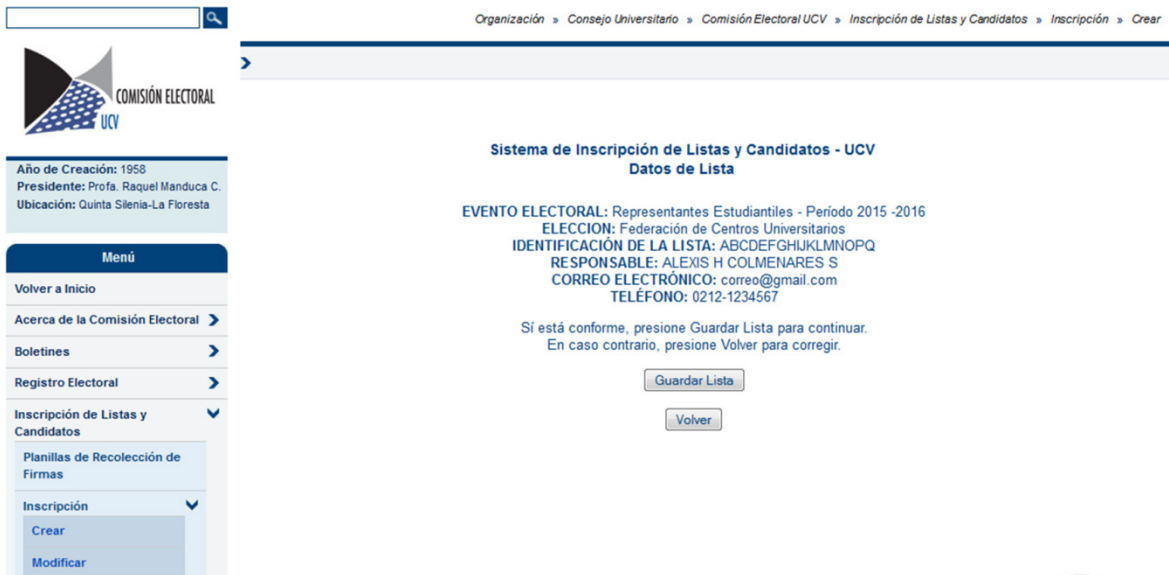 Organización » Consejo Universitario » Comisión Electoral UCV » Inscripción de Listas y Candidatos » Inscripción » Crear
COMISIÓN ELECTORAL
UCV
Año de Creación: 1958
Presidente: Profa. Raquel Manduca C.
Ubicación: Quinta Silenia-La Floresta
Menú
Volver a Inicio
Acerca de la Comisión Electoral
Boletines
Registro Electoral
Inscripción de Listas y
Candidatos
Planillas de Recolección de
Firmas
Inscripción
Crear
Modificar
Sistema de Inscripción de Listas y Candidatos - UCV
Datos de Lista
EVENTO ELECTORAL: Representantes Estudiantiles - Período 2015 -2016
ELECCION: Federación de Centros Universitarios
IDENTIFICACIÓN DE LA LISTA: ABCDEFGHIJKLMNOPQ
RESPONSABLE: ALEXIS H COLMENARES S
CORREO ELECTRÓNICO: correo@gmail.com
TELÉFONO: 0212-1234567
Sí está conforme, presione Guardar Lista para continuar.
En caso contrario, presione Volver para corregir.
Guardar Lista
Volver